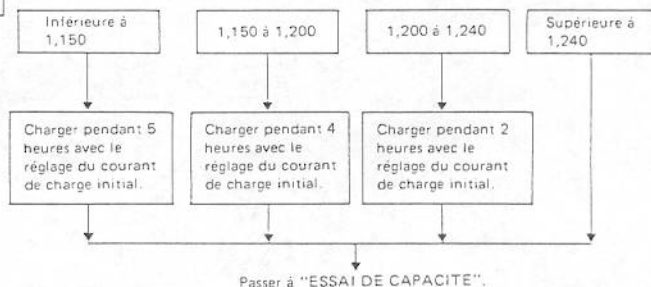 Inférieure à
1,150
1,150 à 1,200
1,200 à 1,240
Supérieure à
1,240
Charger pendant 5
heures avec le
réglage du courant
de charge initial.
Charger pendant 4
heures avec le
réglage du courant
de charge initial.
Charger pendant 2
heures avec le
réglage du courant
de charge initial.
Passer à "ESSAI DE CAPACITE".